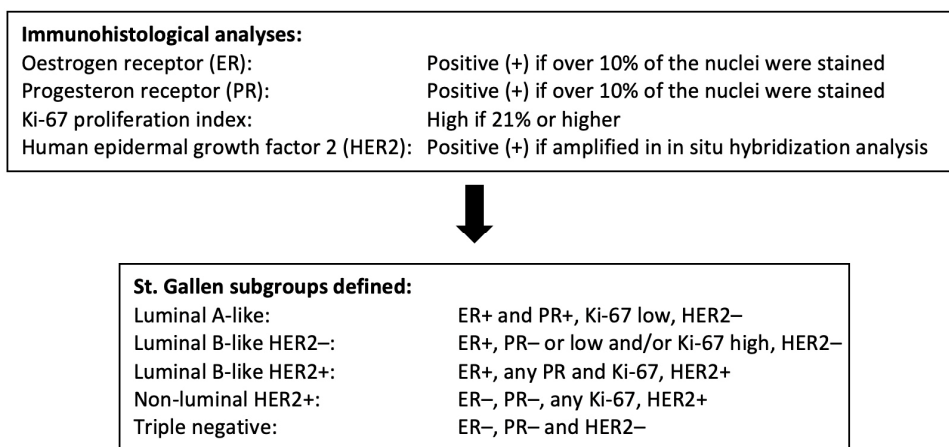 Immunohistological analyses:
Oestrogen receptor (ER): Positive (+) if over 10% of the nuclei were stained
Progesteron receptor (PR): Positive (+) if over 10% of the nuclei were stained
Ki-67 proliferation index: High if 21% or higher
Human epidermal growth factor 2 (HER2): Positive (+) if amplified in in situ hybridization analysis
St. Gallen subgroups defined:
Luminal A-like: ER+ and PR+, Ki-67 low, HER2–
Luminal B-like HER2–: ER+, PR– or low and/or Ki-67 high, HER2–
Luminal B-like HER2+: ER+, any PR and Ki-67, HER2+
Non-luminal HER2+: ER–, PR–, any Ki-67, HER2+
Triple negative: ER–, PR– and HER2–